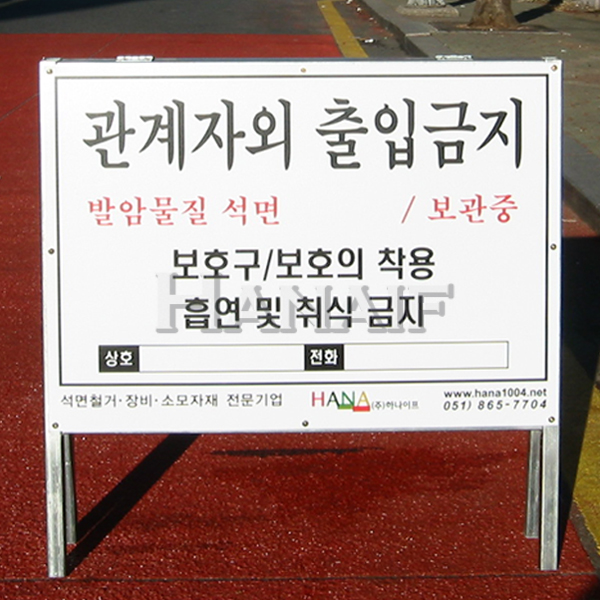 관계자외 출입금지
발암물질 석면 / 보관중
보호구/보호의 착용
HANAIF
흡연 및 취식 금지
상호 전화
석면철거·장비·소모자재 전문기업 HANA (주)하나이프 www.hana1004.net
051) 865-7704